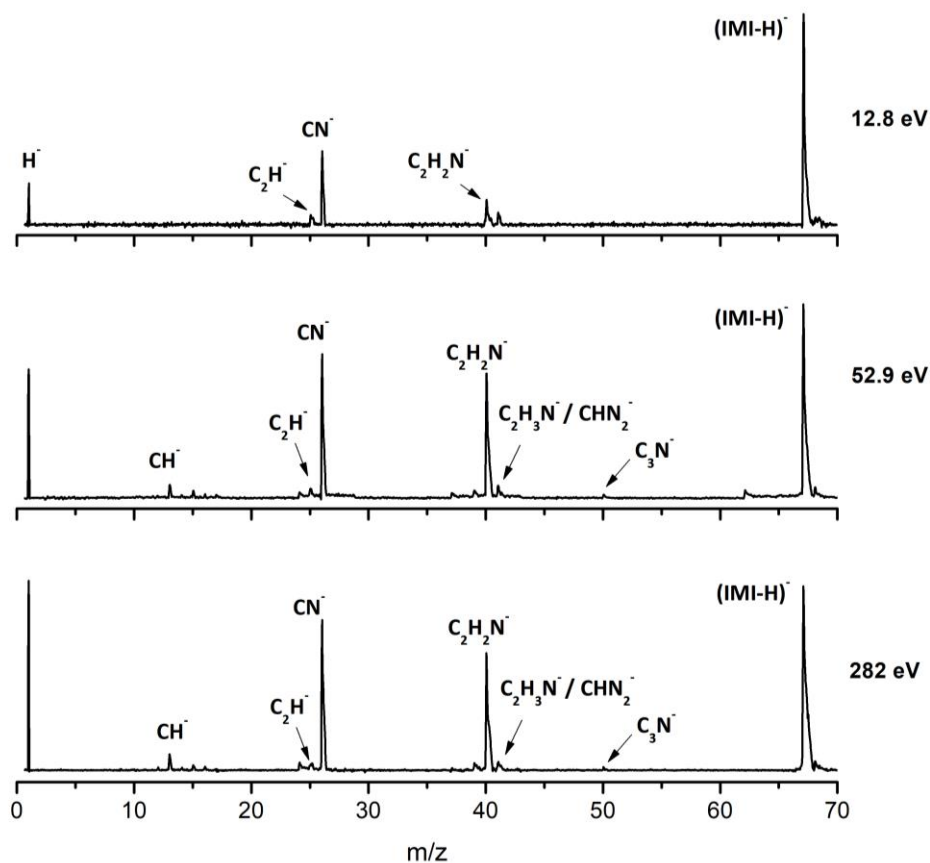 (IMI-H)⁻
12.8 eV
H⁻
C₂H⁻
CN⁻
C₂H₂N⁻
(IMI-H)⁻
52.9 eV
CH⁻
C₂H⁻
CN⁻
C₂H₂N⁻
C₂H₃N⁻ / CHN₂⁻
C₃N⁻
(IMI-H)⁻
282 eV
CH⁻
C₂H⁻
CN⁻
C₂H₂N⁻
C₂H₃N⁻ / CHN₂⁻
C₃N⁻
0 10 20 30 40 50 60 70
m/z